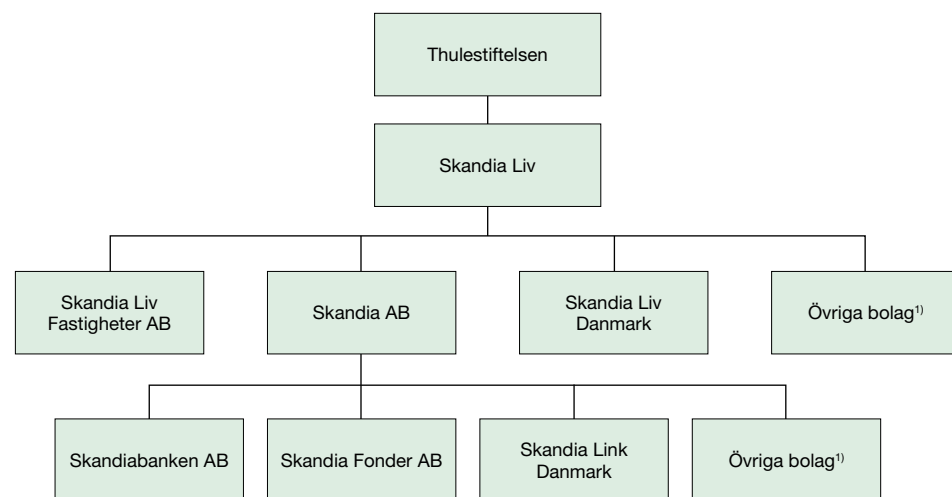 Thulestiftelsen
Skandia Liv
Skandia Liv
Fastigheter AB
Skandia AB
Skandia Liv
Danmark
Övriga bolag¹⁾
Skandiabanken AB
Skandia Fonder AB
Skandia Link
Danmark
Övriga bolag¹⁾